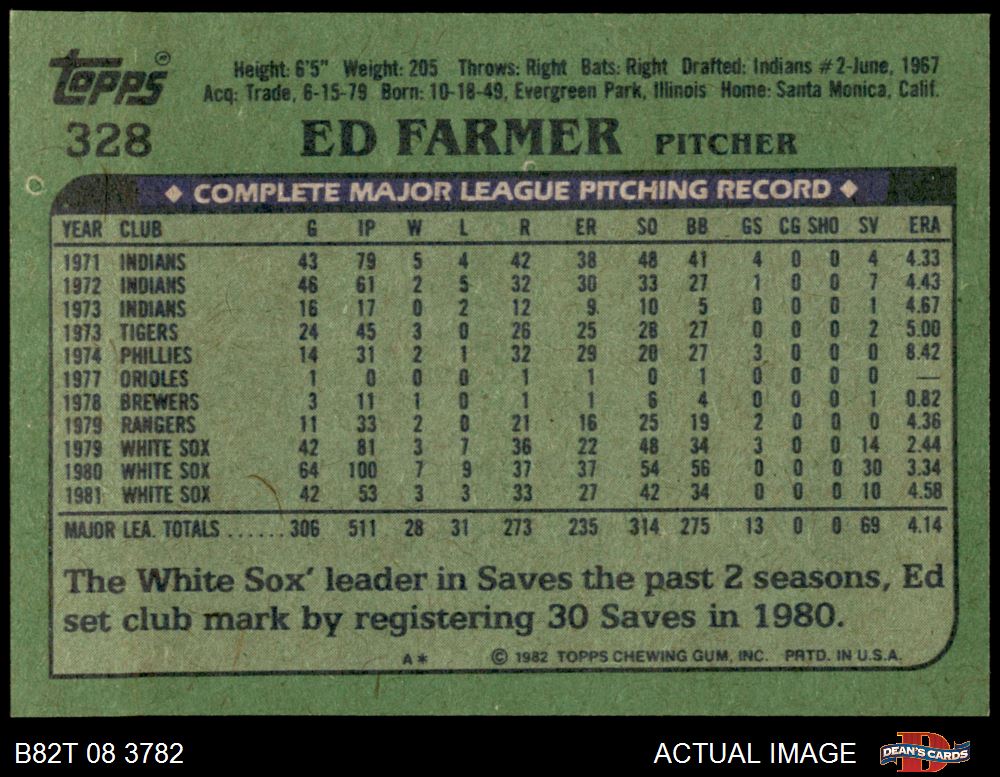 Topps®
Height: 6'5" Weight: 205 Throws: Right Bats: Right Drafted: Indians #2-June, 1967
Acq: Trade, 6-15-79 Born: 10-18-49, Evergreen Park, Illinois Home: Santa Monica, Calif.
328 ED FARMER PITCHER
◆ COMPLETE MAJOR LEAGUE PITCHING RECORD ◆
YEAR CLUB G IP W L R ER SO BB GS CG SHO SV ERA
1971 INDIANS 43 79 5 4 42 38 48 41 4 0 0 4 4.33
1972 INDIANS 46 61 2 5 32 30 33 27 1 0 0 7 4.43
1973 INDIANS 16 17 0 2 12 9. 10 5 0 0 0 1 4.67
1973 TIGERS 24 45 3 0 26 25 28 27 0 0 0 2 5.00
1974 PHILLIES 14 31 2 1 32 29 20 27 3 0 0 0 8.42
1977 ORIOLES 1 0 0 0 1 1 0 1 0 0 0 0 —
1978 BREWERS 3 11 1 0 1 1 6 4 0 0 0 1 0.82
1979 RANGERS 11 33 2 0 21 16 25 19 2 0 0 0 4.36
1979 WHITE SOX 42 81 3 7 36 22 48 34 3 0 0 14 2.44
1980 WHITE SOX 64 100 7 9 37 37 54 56 0 0 0 30 3.34
1981 WHITE SOX 42 53 3 3 33 27 42 34 0 0 0 10 4.58
MAJOR LEA. TOTALS ...... 306 511 28 31 273 235 314 275 13 0 0 69 4.14
The White Sox' leader in Saves the past 2 seasons, Ed
set club mark by registering 30 Saves in 1980.
A* © 1982 TOPPS CHEWING GUM, INC. PRTD. IN U.S.A.
B82T 08 3782 ACTUAL IMAGE DEAN'S CARDS